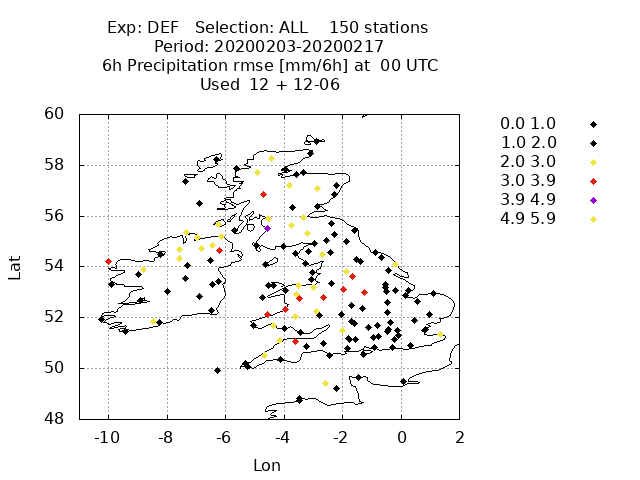 Exp: DEF   Selection: ALL    150 stations
Period: 20200203-20200217
6h Precipitation rmse [mm/6h] at  00 UTC
Used  12 + 12-06
0.0 1.0
1.0 2.0
2.0 3.0
3.0 3.9
3.9 4.9
4.9 5.9
60
58
56
54
52
50
48
Lat
-10 -8 -6 -4 -2 0 2
Lon